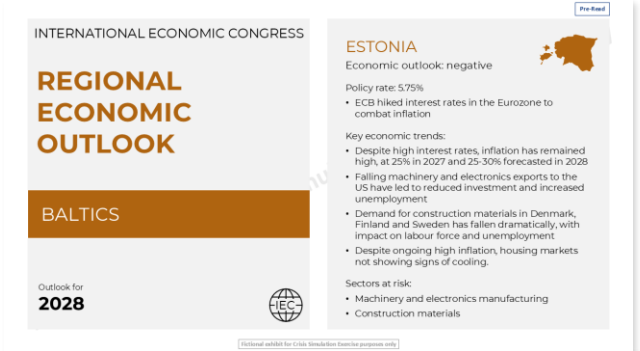 Pre-Read
INTERNATIONAL ECONOMIC CONGRESS
REGIONAL
ECONOMIC
OUTLOOK
BALTICS
Outlook for
2028
IEC
ESTONIA
Economic outlook: negative
Policy rate: 5.75%
• ECB hiked interest rates in the Eurozone to
combat inflation
Key economic trends:
• Despite high interest rates, inflation has remained
high, at 25% in 2027 and 25-30% forecasted in 2028
• Falling machinery and electronics exports to the
US have led to reduced investment and increased
unemployment
• Demand for construction materials in Denmark,
Finland and Sweden has fallen dramatically, with
impact on labour force and unemployment
• Despite ongoing high inflation, housing markets
not showing signs of cooling.
Sectors at risk:
• Machinery and electronics manufacturing
• Construction materials
Fictional exhibit for Crisis Simulation Exercise purposes only